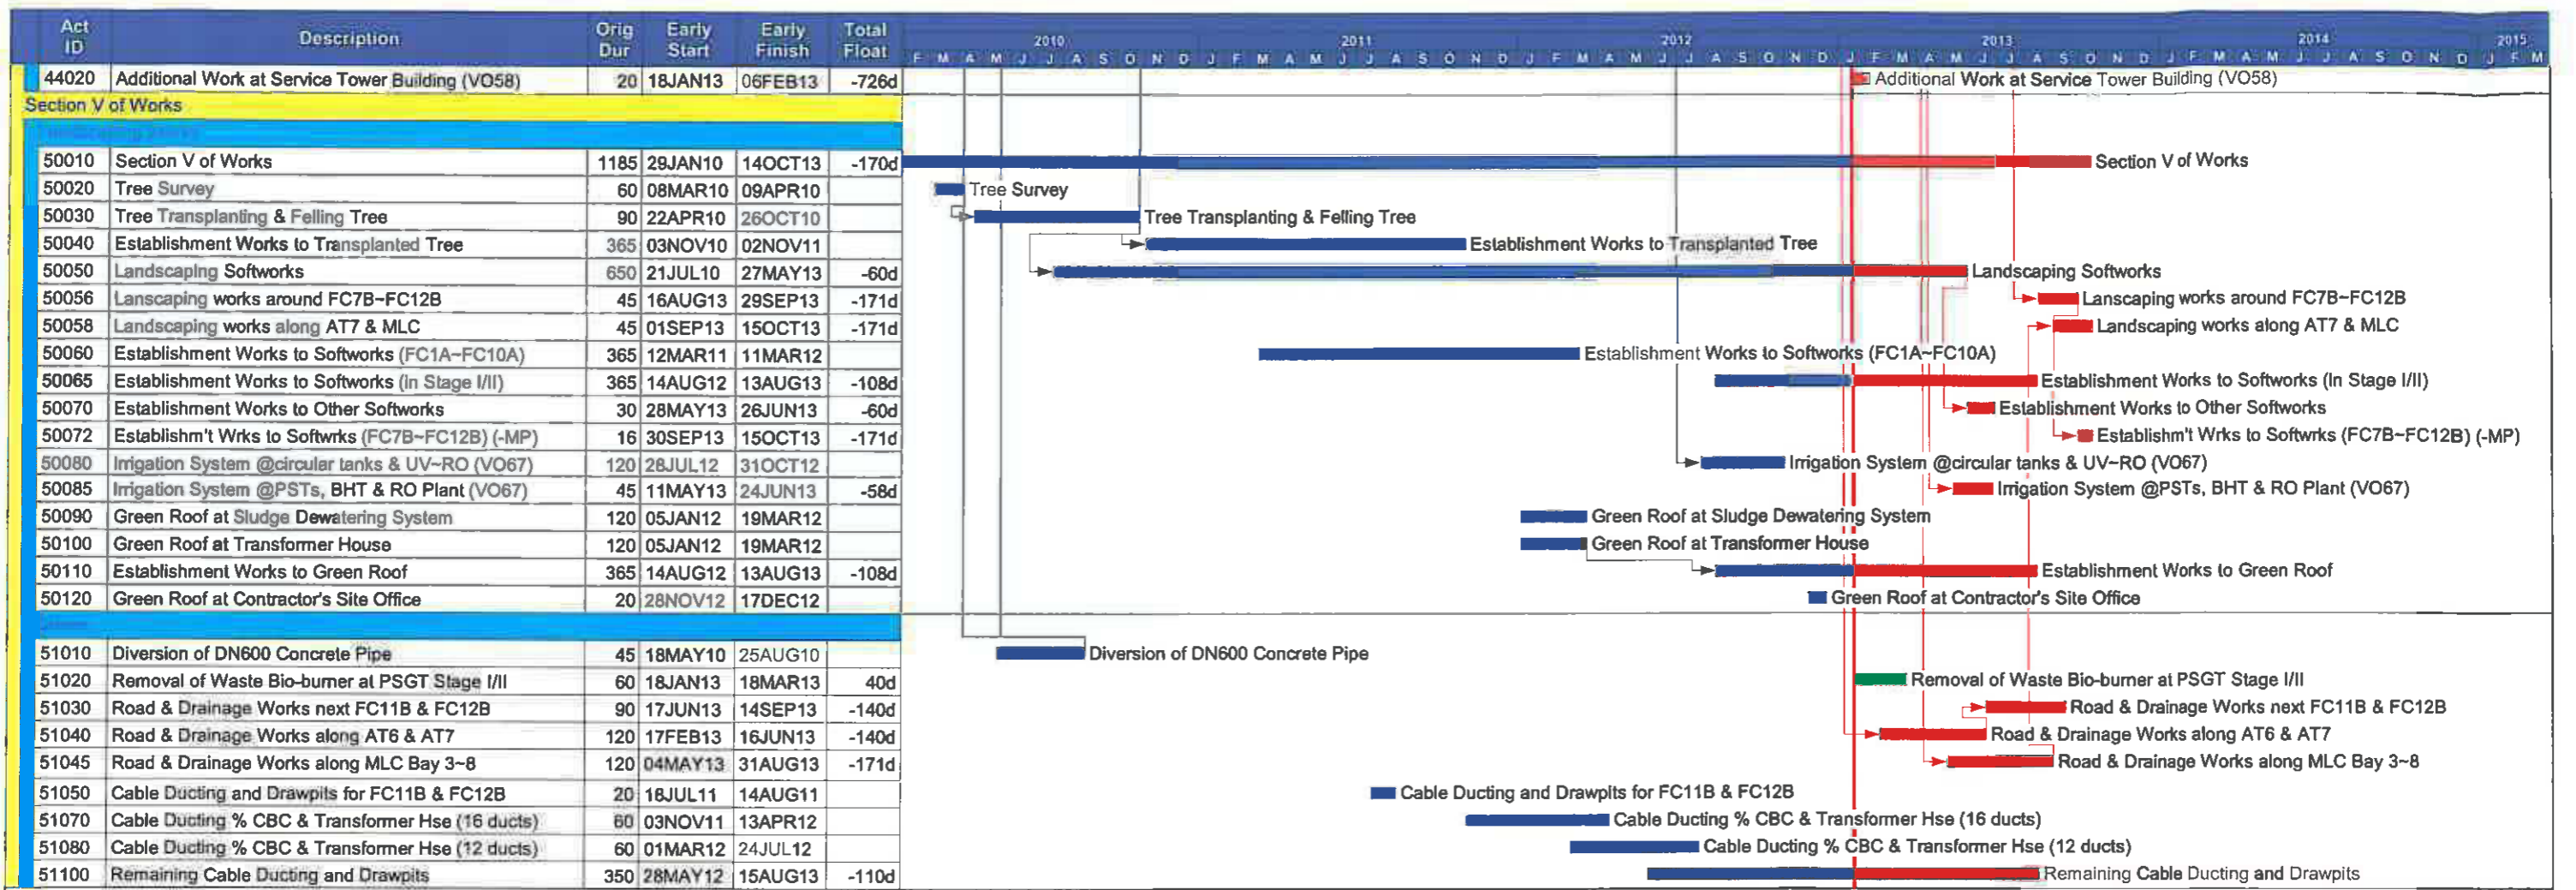 Act ID Description Orig Dur Early Start Early Finish Total Float 2010 2011 2012 2013 2014 2015
F M A M J J A S O N D J F M A M J J A S O N D J F M A M J J A S O N D J F M A M J J A S O N D J F M A M J J A S O N D J F M
44020 Additional Work at Service Tower Building (VO58) 20 18JAN13 06FEB13 -726d Additional Work at Service Tower Building (VO58)
Section V of Works
50010 Section V of Works 1185 29JAN10 14OCT13 -170d Section V of Works
50020 Tree Survey 60 08MAR10 09APR10 Tree Survey
50030 Tree Transplanting & Felling Tree 90 22APR10 26OCT10 Tree Transplanting & Felling Tree
50040 Establishment Works to Transplanted Tree 365 03NOV10 02NOV11 Establishment Works to Transplanted Tree
50050 Landscaping Softworks 650 21JUL10 27MAY13 -60d Landscaping Softworks
50056 Lanscaping works around FC7B~FC12B 45 16AUG13 29SEP13 -171d Lanscaping works around FC7B~FC12B
50058 Landscaping works along AT7 & MLC 45 01SEP13 15OCT13 -171d Landscaping works along AT7 & MLC
50060 Establishment Works to Softworks (FC1A~FC10A) 365 12MAR11 11MAR12 Establishment Works to Softworks (FC1A~FC10A)
50065 Establishment Works to Softworks (In Stage I/II) 365 14AUG12 13AUG13 -108d Establishment Works to Softworks (In Stage I/II)
50070 Establishment Works to Other Softworks 30 28MAY13 26JUN13 -60d Establishment Works to Other Softworks
50072 Establishm't Wrks to Softwrks (FC7B~FC12B) (-MP) 16 30SEP13 15OCT13 -171d Establishm't Wrks to Softwrks (FC7B~FC12B) (-MP)
50080 Irrigation System @circular tanks & UV~RO (VO67) 120 28JUL12 31OCT12 Irrigation System @circular tanks & UV~RO (VO67)
50085 Irrigation System @PSTs, BHT & RO Plant (VO67) 45 11MAY13 24JUN13 -58d Irrigation System @PSTs, BHT & RO Plant (VO67)
50090 Green Roof at Sludge Dewatering System 120 05JAN12 19MAR12 Green Roof at Sludge Dewatering System
50100 Green Roof at Transformer House 120 05JAN12 19MAR12 Green Roof at Transformer House
50110 Establishment Works to Green Roof 365 14AUG12 13AUG13 -108d Establishment Works to Green Roof
50120 Green Roof at Contractor's Site Office 20 28NOV12 17DEC12 Green Roof at Contractor's Site Office
51010 Diversion of DN600 Concrete Pipe 45 18MAY10 25AUG10 Diversion of DN600 Concrete Pipe
51020 Removal of Waste Bio-burner at PSGT Stage I/II 60 18JAN13 18MAR13 40d Removal of Waste Bio-burner at PSGT Stage I/II
51030 Road & Drainage Works next FC11B & FC12B 90 17JUN13 14SEP13 -140d Road & Drainage Works next FC11B & FC12B
51040 Road & Drainage Works along AT6 & AT7 120 17FEB13 16JUN13 -140d Road & Drainage Works along AT6 & AT7
51045 Road & Drainage Works along MLC Bay 3~8 120 04MAY13 31AUG13 -171d Road & Drainage Works along MLC Bay 3~8
51050 Cable Ducting and Drawpits for FC11B & FC12B 20 18JUL11 14AUG11 Cable Ducting and Drawpits for FC11B & FC12B
51070 Cable Ducting % CBC & Transformer Hse (16 ducts) 60 03NOV11 13APR12 Cable Ducting % CBC & Transformer Hse (16 ducts)
51080 Cable Ducting % CBC & Transformer Hse (12 ducts) 60 01MAR12 24JUL12 Cable Ducting % CBC & Transformer Hse (12 ducts)
51100 Remaining Cable Ducting and Drawpits 350 28MAY12 15AUG13 -110d Remaining Cable Ducting and Drawpits